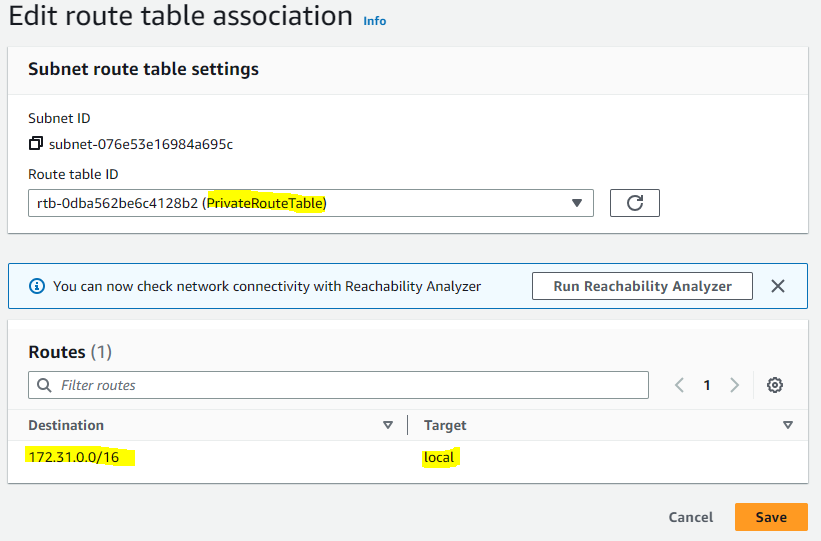 Edit route table association Info
Subnet route table settings
Subnet ID
subnet-076e53e16984a695c
Route table ID
rtb-0dba562be6c4128b2 (PrivateRouteTable)
You can now check network connectivity with Reachability Analyzer Run Reachability Analyzer
Routes (1)
Filter routes 1
Destination Target
172.31.0.0/16 local
Cancel Save